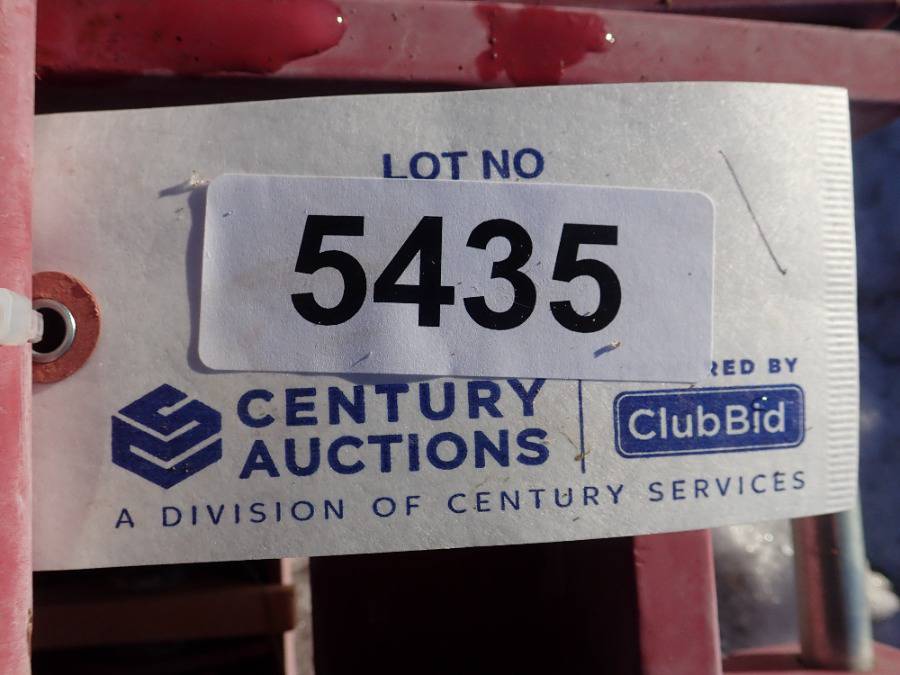 LOT NO
5435
CENTURY
AUCTIONS
RED BY
ClubBid
A DIVISION OF CENTURY SERVICES